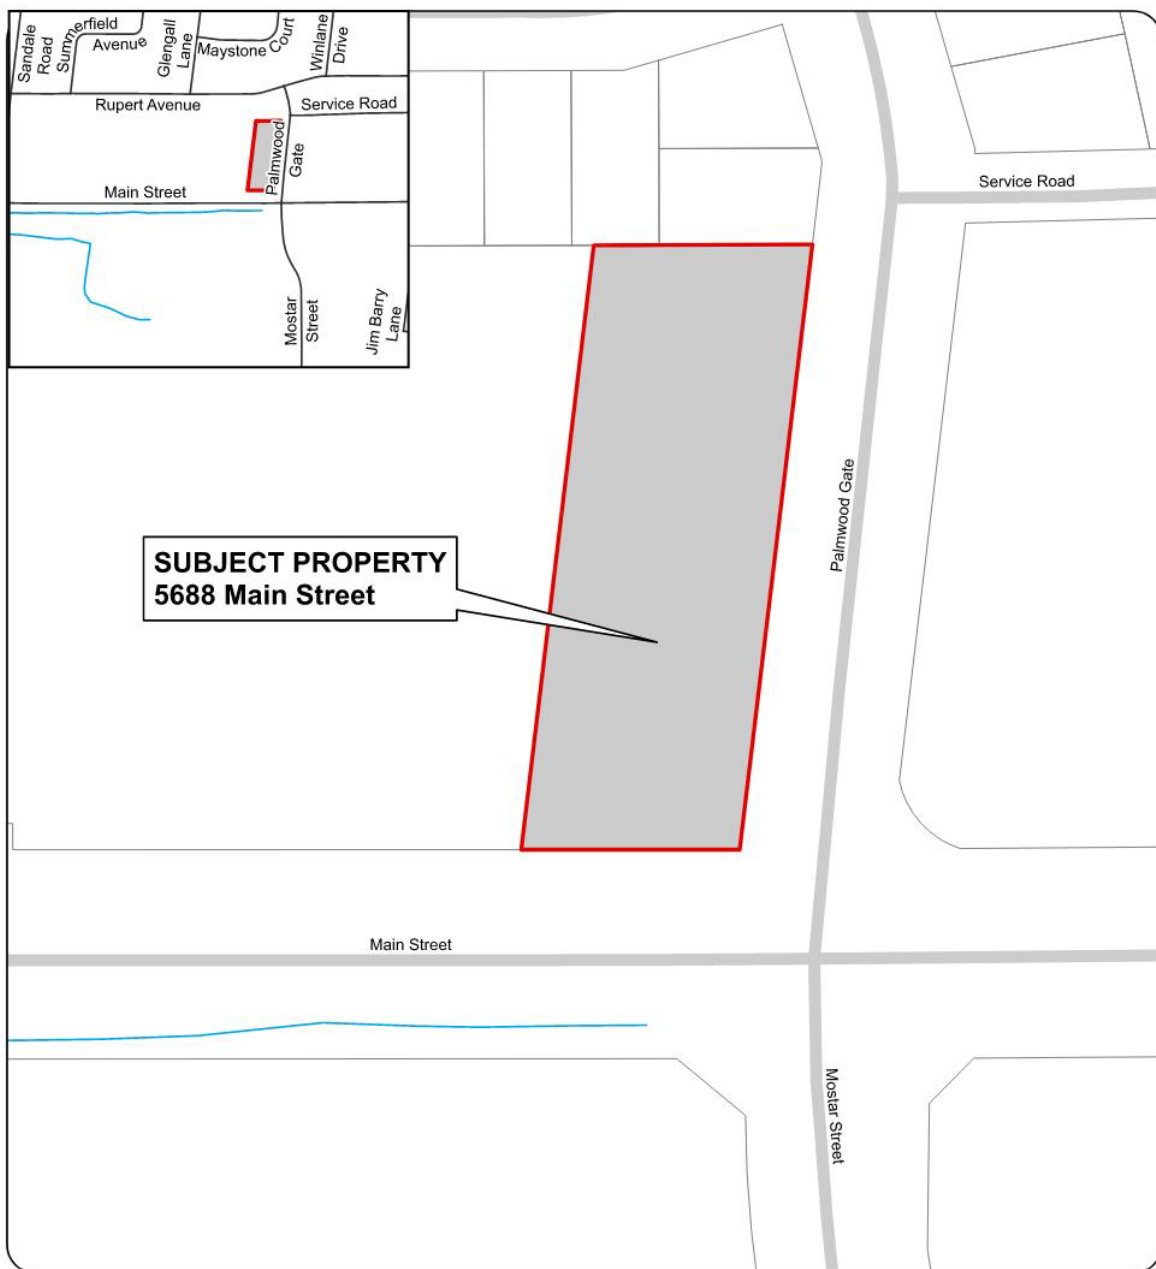 Sandale
Road
Summerfield
Avenue
Glengall
Lane
Maystone Court
Winlane
Drive
Rupert Avenue
Service Road
Palmwood
Gate
Main Street
Mostar
Street
Jim Barry
Lane
Service Road
Palmwood Gate
SUBJECT PROPERTY
5688 Main Street
Main Street
Mostar Street